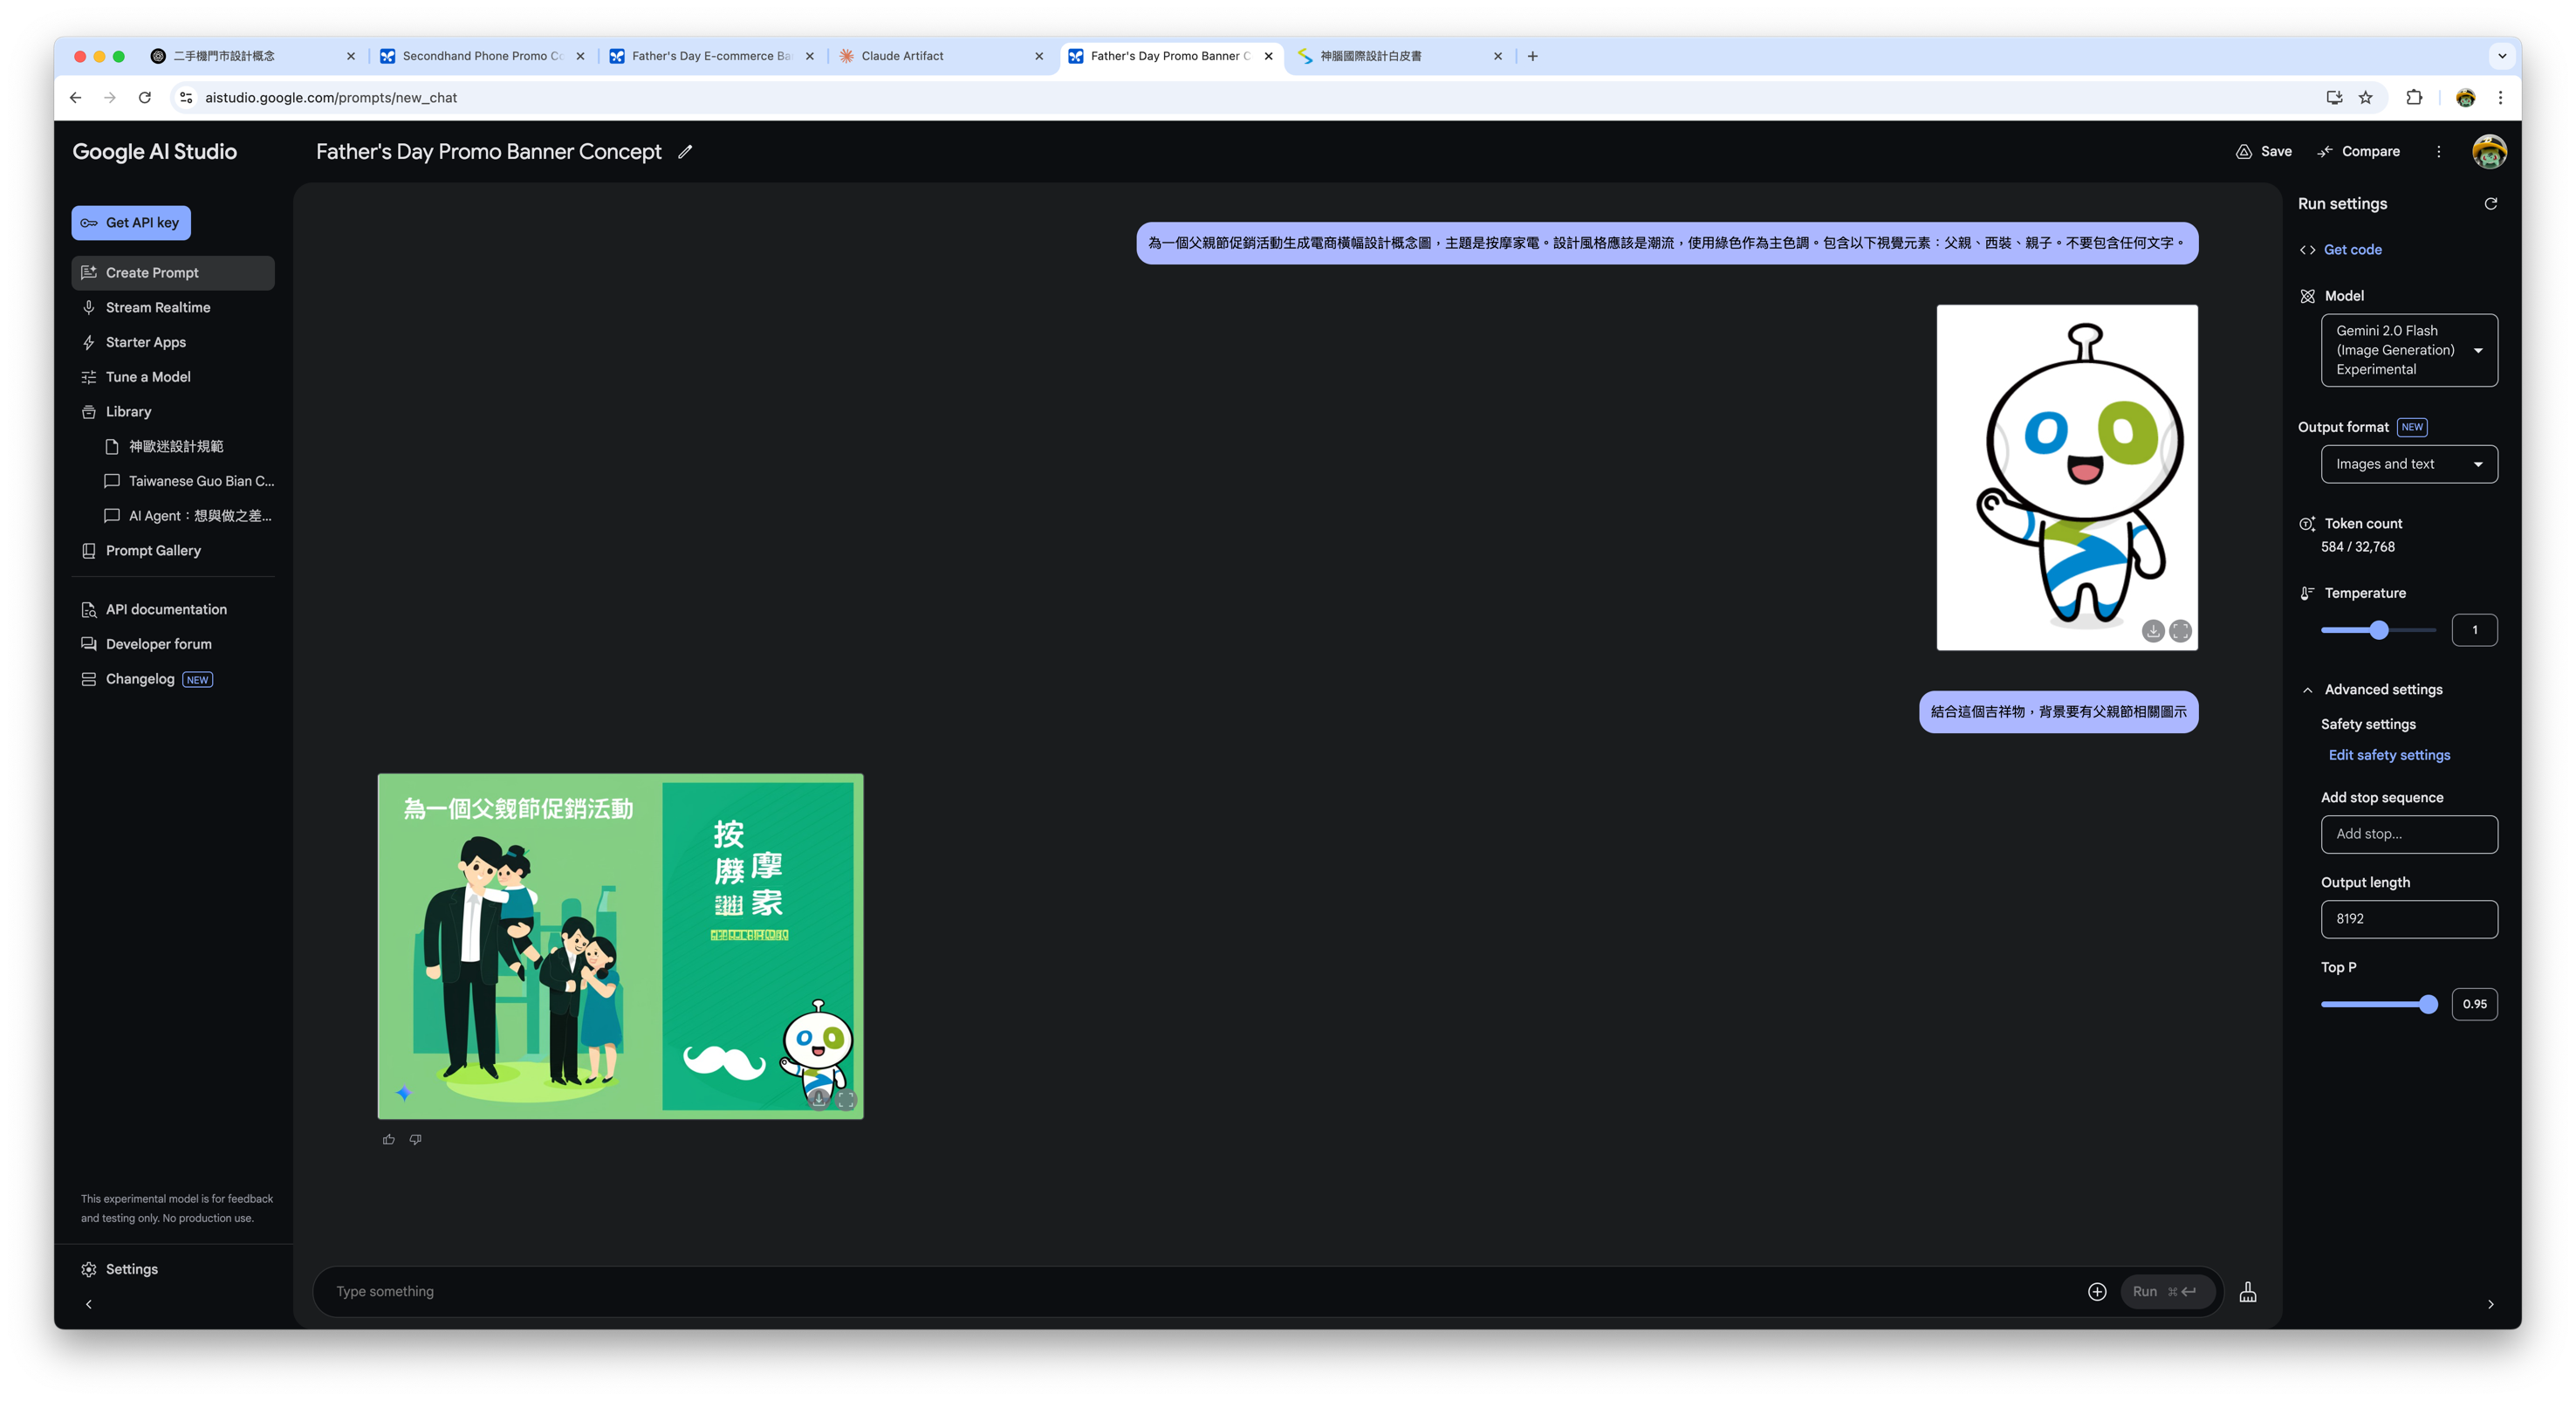 二手機門市設計概念
Secondhand Phone Promo Co
Father's Day E-commerce Ba
Claude Artifact
Father's Day Promo Banner C
神腦國際設計白皮書
aistudio.google.com/prompts/new_chat
Google AI Studio
Father's Day Promo Banner Concept
Save
Compare
Get API key
Create Prompt
Stream Realtime
Starter Apps
Tune a Model
Library
神歐迷設計規範
Taiwanese Guo Bian C...
AI Agent：想與做之差...
Prompt Gallery
API documentation
Developer forum
Changelog NEW
This experimental model is for feedback
and testing only. No production use.
Settings
為一個父親節促銷活動生成電商橫幅設計概念圖，主題是按摩家電。設計風格應該是潮流，使用綠色作為主色調。包含以下視覺元素：父親、西裝、親子。不要包含任何文字。
結合這個吉祥物，背景要有父親節相關圖示
為一個父親節促銷活動
按
摩
家
Type something
Run ⌘↵
Run settings
Get code
Model
Gemini 2.0 Flash
(Image Generation)
Experimental
Output format NEW
Images and text
Token count
584 / 32,768
Temperature
1
Advanced settings
Safety settings
Edit safety settings
Add stop sequence
Add stop...
Output length
8192
Top P
0.95